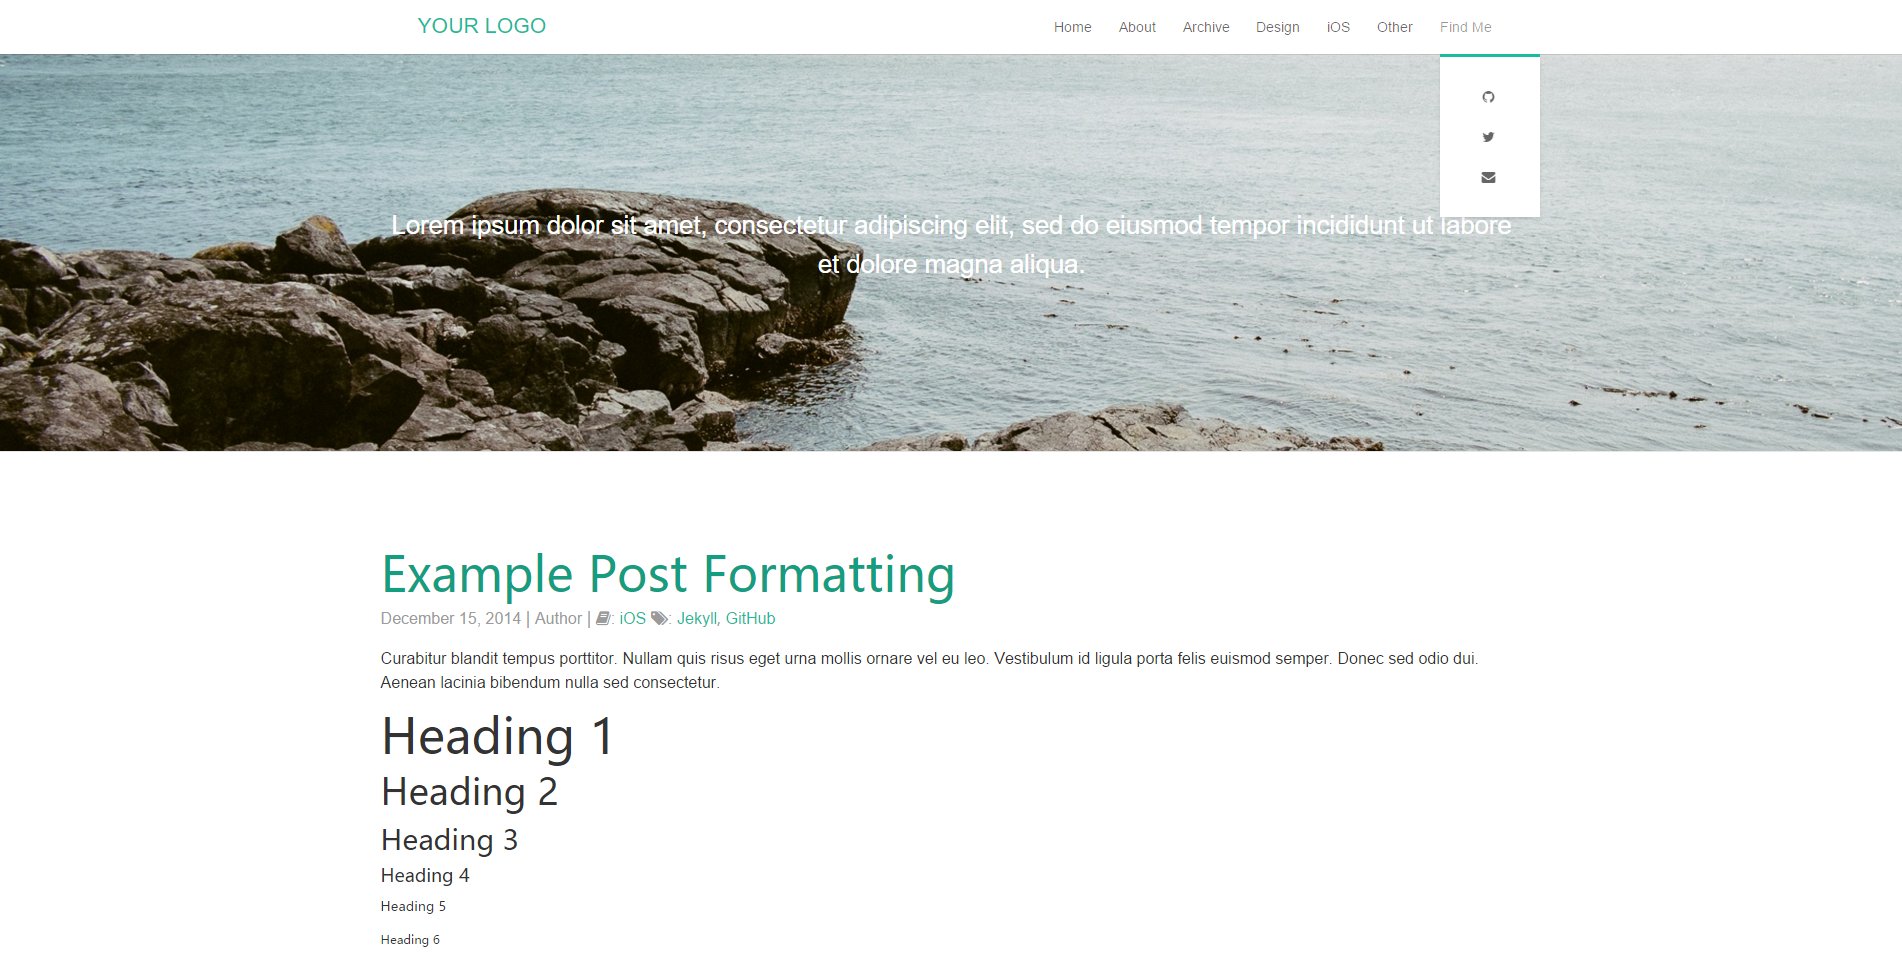 YOUR LOGO
Home About Archive Design iOS Other Find Me
Lorem ipsum dolor sit amet, consectetur adipiscing elit, sed do eiusmod tempor incididunt ut labore
et dolore magna aliqua.
Example Post Formatting
December 15, 2014 | Author | : iOS : Jekyll, GitHub
Curabitur blandit tempus porttitor. Nullam quis risus eget urna mollis ornare vel eu leo. Vestibulum id ligula porta felis euismod semper. Donec sed odio dui.
Aenean lacinia bibendum nulla sed consectetur.
Heading 1
Heading 2
Heading 3
Heading 4
Heading 5
Heading 6